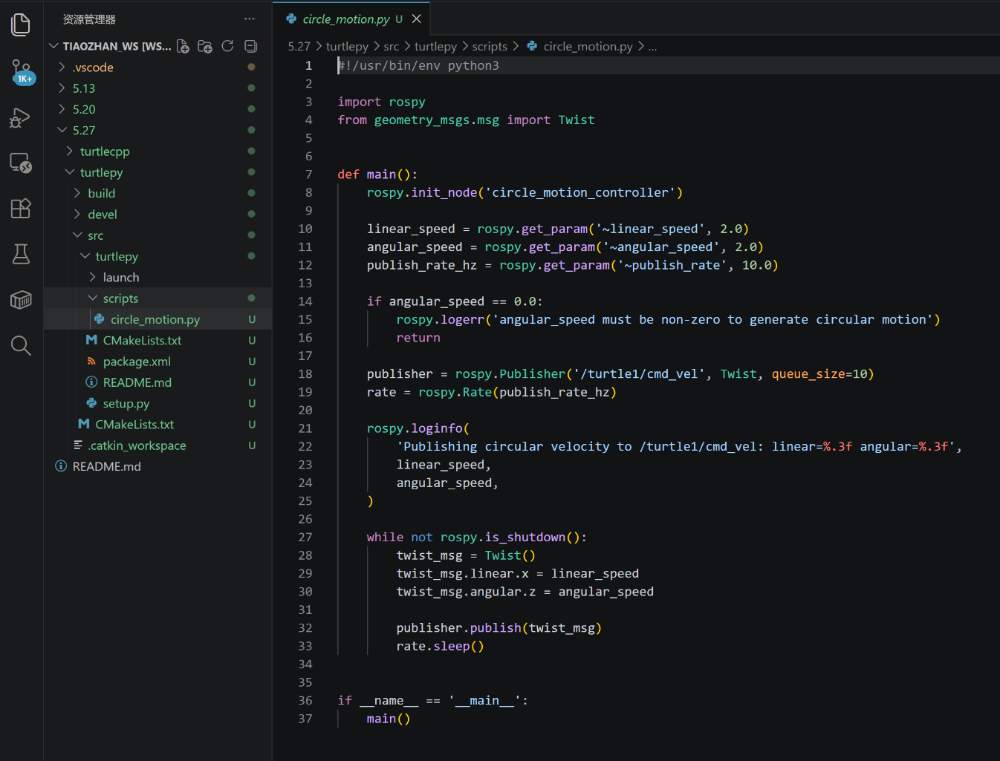 资源管理器
···
TIAOZHAN_WS [WS...
1K+
.vscode
5.13
5.20
5.27
turtlecpp
turtlepy
build
devel
src
turtlepy
launch
scripts
circle_motion.py U
CMakeLists.txt U
package.xml U
README.md U
setup.py U
CMakeLists.txt U
.catkin_workspace U
README.md
circle_motion.py U
5.27 > turtlepy > src > turtlepy > scripts > circle_motion.py > ...
1 #!/usr/bin/env python3
2
3 import rospy
4 from geometry_msgs.msg import Twist
5
6
7 def main():
8     rospy.init_node('circle_motion_controller')
9
10     linear_speed = rospy.get_param('~linear_speed', 2.0)
11     angular_speed = rospy.get_param('~angular_speed', 2.0)
12     publish_rate_hz = rospy.get_param('~publish_rate', 10.0)
13
14     if angular_speed == 0.0:
15         rospy.logerr('angular_speed must be non-zero to generate circular motion')
16         return
17
18     publisher = rospy.Publisher('/turtle1/cmd_vel', Twist, queue_size=10)
19     rate = rospy.Rate(publish_rate_hz)
20
21     rospy.loginfo(
22         'Publishing circular velocity to /turtle1/cmd_vel: linear=%.3f angular=%.3f',
23         linear_speed,
24         angular_speed,
25     )
26
27     while not rospy.is_shutdown():
28         twist_msg = Twist()
29         twist_msg.linear.x = linear_speed
30         twist_msg.angular.z = angular_speed
31
32         publisher.publish(twist_msg)
33         rate.sleep()
34
35
36 if __name__ == '__main__':
37     main()